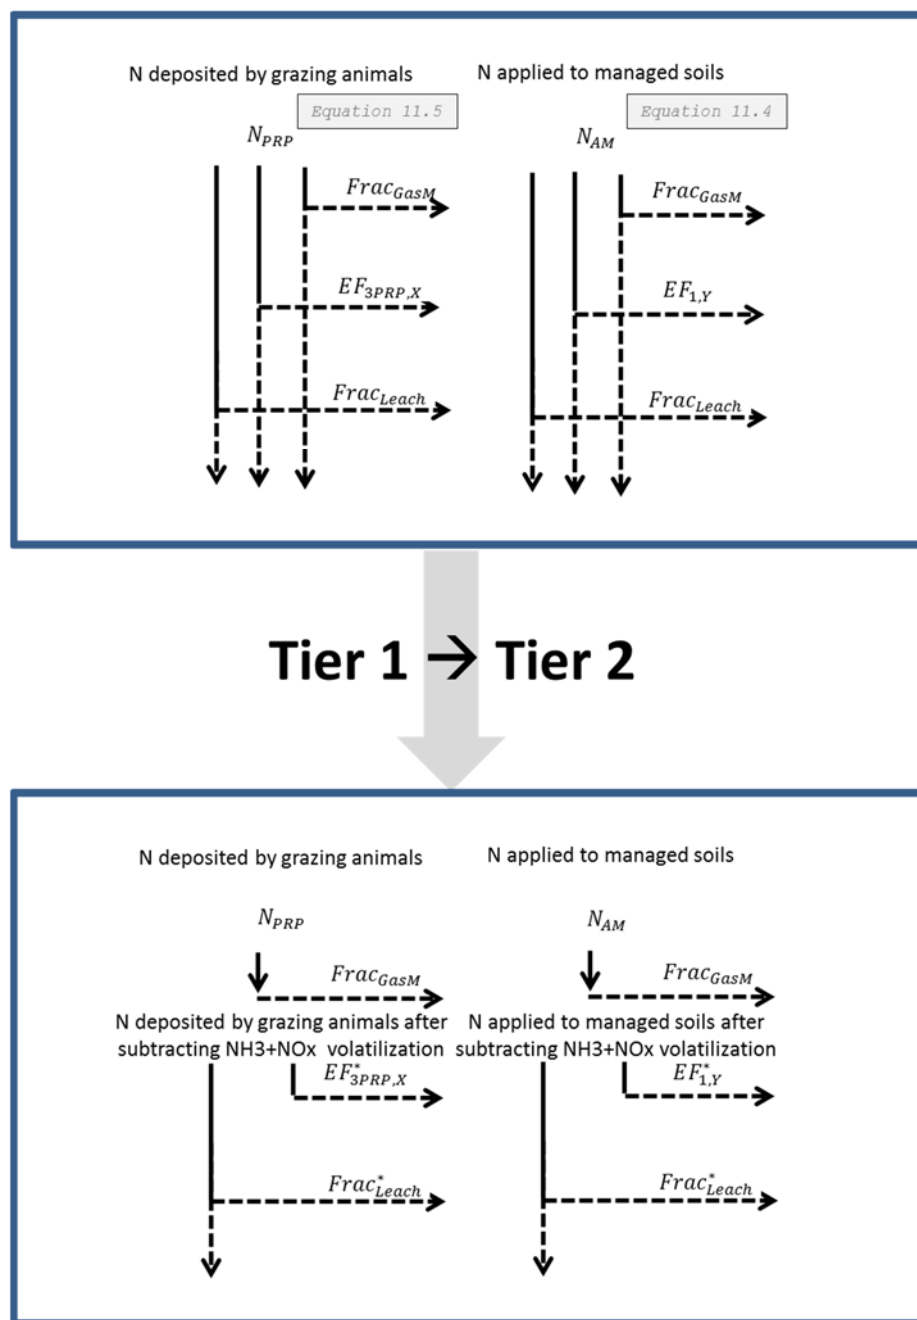 N deposited by grazing animals
N applied to managed soils
Equation 11.5
Equation 11.4
N_PRP
N_AM
Frac_GasM
Frac_GasM
EF_3PRP,X
EF_1,Y
Frac_Leach
Frac_Leach
Tier 1 → Tier 2
N deposited by grazing animals
N applied to managed soils
N_PRP
N_AM
Frac_GasM
Frac_GasM
N deposited by grazing animals after
subtracting NH3+NOx volatilization
N applied to managed soils after
subtracting NH3+NOx volatilization
EF*_3PRP,X
EF*_1,Y
Frac*_Leach
Frac*_Leach